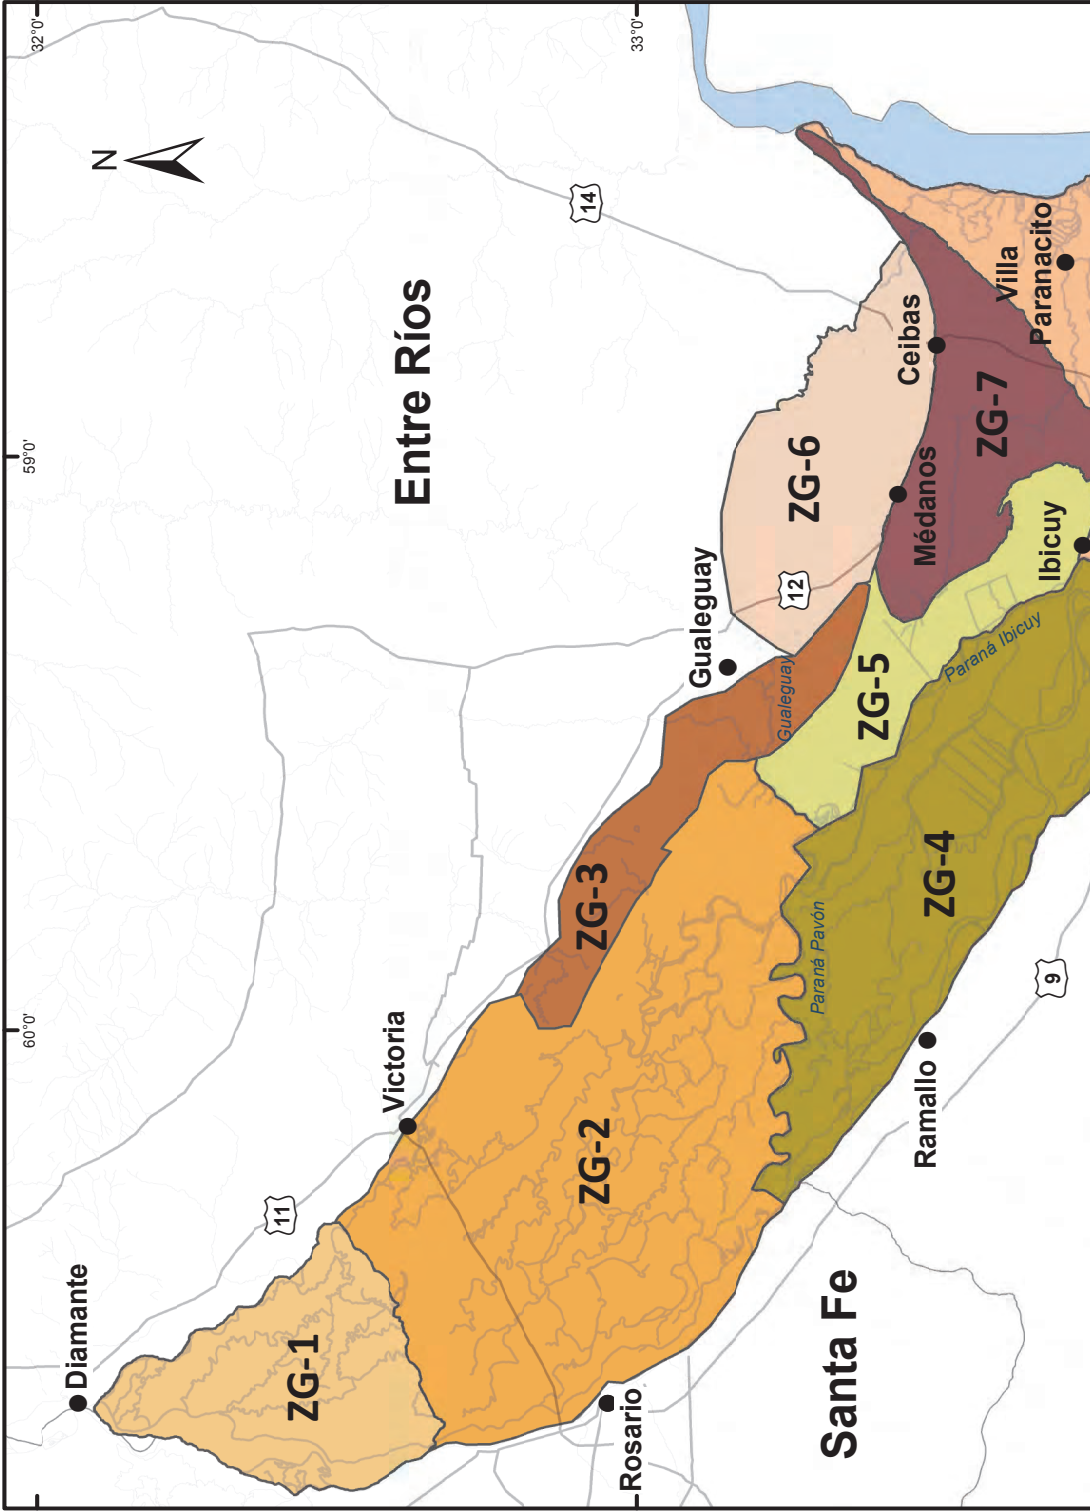 60°0'
59°0'
32°0'
Diamante
N
11
ZG-1
Victoria
Entre Ríos
ZG-2
ZG-3
14
Rosario
33°0'
Gualeguay
Gualeguay
12
ZG-6
Paraná Pavón
Santa Fe
ZG-5
Ceibas
Ramallo
Médanos
ZG-4
Paraná Ibicuy
ZG-7
Villa
Paranacito
9
Ibicuy